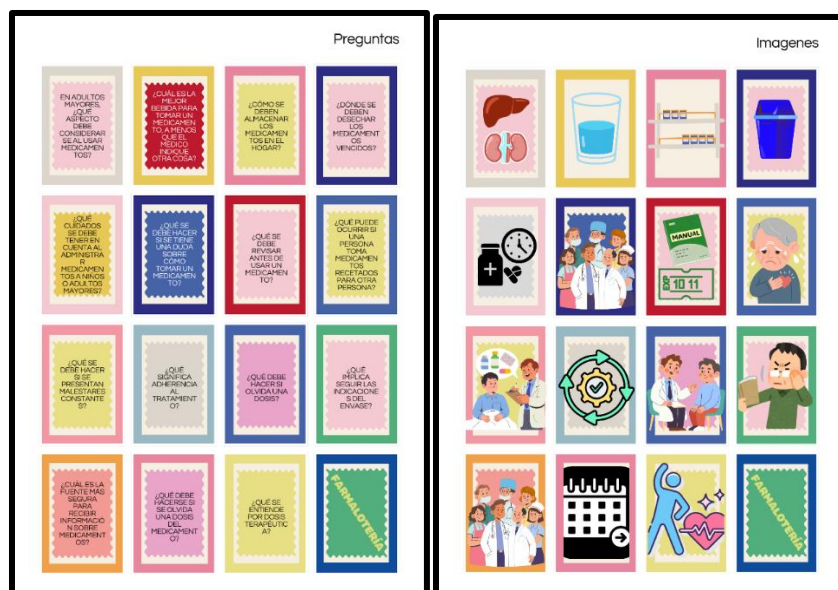 Preguntas
EN ADULTOS
MAYORES,
¿QUÉ
ASPECTO
DEBE
CONSIDERAR
SE AL USAR
MEDICAMEN
TOS?
¿CUÁL ES LA
MEJOR
BEBIDA PARA
TOMAR UN
MEDICAMEN
TO, A MENOS
QUE EL
MÉDICO
INDIQUE
OTRA COSA?
¿CÓMO SE
DEBEN
ALMACENAR
LOS
MEDICAMEN
TOS EN EL
HOGAR?
¿DÓNDE SE
DEBEN
DESECHAR
LOS
MEDICAMENT
OS
VENCIDOS?
¿QUÉ
CUIDADOS
SE DEBE
TENER EN
CUENTA AL
ADMINISTRA
R
MEDICAMEN
TOS A NIÑOS
O ADULTOS
MAYORES?
¿QUÉ SE
DEBE HACER
SI SE TIENE
UNA DUDA
SOBRE
CÓMO
TOMAR UN
MEDICAMEN
TO?
¿QUÉ SE
DEBE
REVISAR
ANTES DE
USAR UN
MEDICAMEN
TO?
¿QUÉ PUEDE
OCURRIR SI
UNA
PERSONA
TOMA
MEDICAMEN
TOS
RECETADOS
PARA OTRA
PERSONA?
¿QUÉ SE
DEBE HACER
SI SE
PRESENTAN
MALESTARES
CONSTANTES
?
¿QUÉ
SIGNIFICA
ADHERENCIA
AL
TRATAMIENT
O?
¿QUÉ DEBE
HACER SI
OLVIDA UNA
DOSIS?
¿QUÉ
IMPLICA
SEGUIR LAS
INDICACIONE
S DEL
ENVASE?
¿CUÁL ES LA
FUENTE MÁS
SEGURA
PARA
RECIBIR
INFORMACIÓ
N SOBRE
MEDICAMEN
TOS?
¿QUÉ DEBE
HACERSE SI
SE OLVIDA
UNA DOSIS
DEL
MEDICAMEN
TO?
¿QUÉ SE
ENTIENDE
POR DOSIS
TERAPÉUTIC
A?
FARMALOTERÍA
Imagenes
MANUAL
EXP 10 11
FARMALOTERÍA